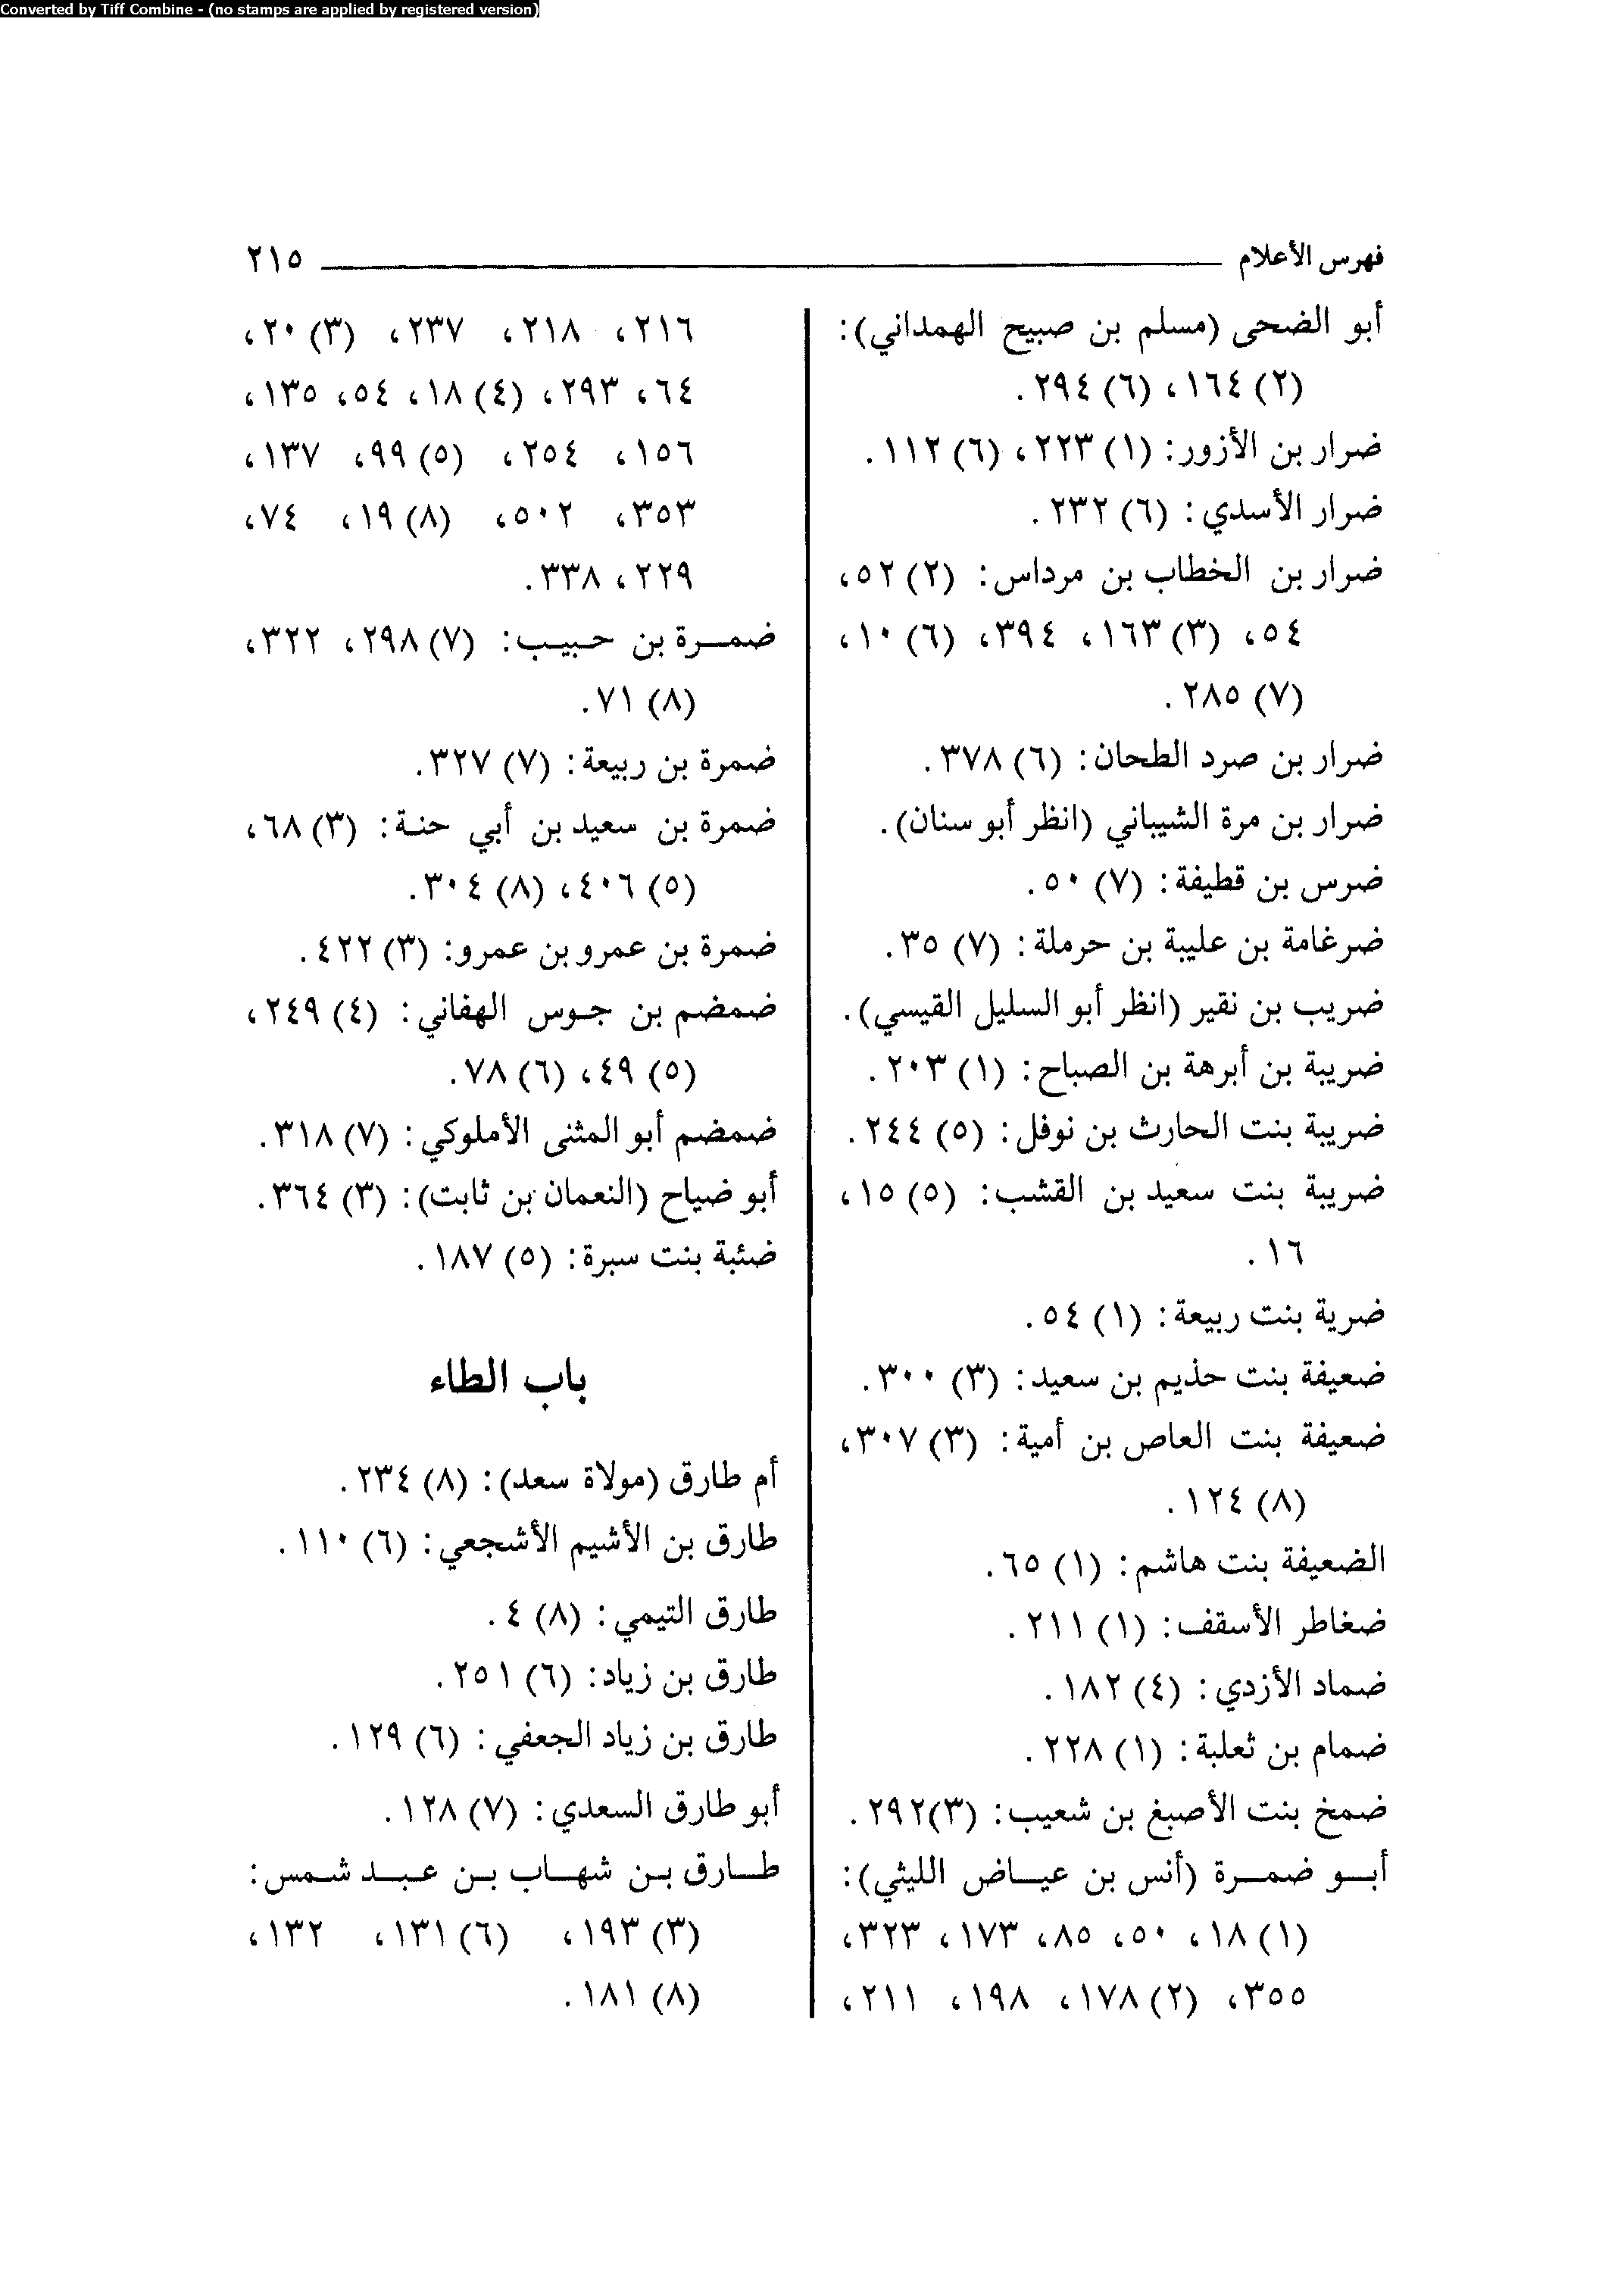 Converted by Tiff Combine - (no stamps are applied by registered version)
فهرس الأعلام ٢١٥
أبو الضحى (مسلم بن صبيح الهمداني):
(٢) ١٦٤، (٦) ٢٩٤.
ضرار بن الأزور: (١) ٢٢٣، (٦) ١١٢.
ضرار الأسدي: (٦) ٢٣٢.
ضرار بن الخطاب بن مرداس: (٢) ٥٢،
٥٤، (٣) ١٦٣، ٣٩٤، (٦) ١٠،
(٧) ٢٨٥.
ضرار بن صرد الطحان: (٦) ٣٧٨.
ضرار بن مرة الشيباني (انظر أبو سنان).
ضرس بن قطيفة: (٧) ٥٠.
ضرغامة بن عليبة بن حرملة: (٧) ٣٥.
ضريب بن نقير (انظر أبو السليل القيسي).
ضريبة بن أبرهة بن الصباح: (١) ٢٠٣.
ضريبة بنت الحارث بن نوفل: (٥) ٢٤٤.
ضريبة بنت سعيد بن القشب: (٥) ١٥،
١٦.
ضرية بنت ربيعة: (١) ٥٤.
ضعيفة بنت حذيم بن سعيد: (٣) ٣٠٠.
ضعيفة بنت العاص بن أمية: (٣) ٣٠٧،
(٨) ١٢٤.
الضعيفة بنت هاشم: (١) ٦٥.
ضغاطر الأسقف: (١) ٢١١.
ضماد الأزدي: (٤) ١٨٢.
ضمام بن ثعلبة: (١) ٢٢٨.
ضمخ بنت الأصبغ بن شعيب: (٣) ٢٩٢.
أبو ضمرة (أنس بن عياض الليثي):
(١) ١٨، ٥٠، ٨٥، ١٧٣، ٣٢٣،
٣٥٥، (٢) ١٧٨، ١٩٨، ٢١١،
٢١٦، ٢١٨، ٢٣٧، (٣) ٢٠،
٦٤، ٢٩٣، (٤) ١٨، ٥٤، ١٣٥،
١٥٦، ٢٥٤، (٥) ٩٩، ١٣٧،
٣٥٣، ٥٠٢، (٨) ١٩، ٧٤،
٢٢٩، ٣٣٨.
ضمرة بن حبيب: (٧) ٢٩٨، ٣٢٢،
(٨) ٧١.
ضمرة بن ربيعة: (٧) ٣٢٧.
ضمرة بن سعيد بن أبي حنة: (٣) ٦٨،
(٥) ٤٠٦، (٨) ٣٠٤.
ضمرة بن عمرو بن عمرو: (٣) ٤٢٢.
ضمضم بن جوس الهفاني: (٤) ٢٤٩،
(٥) ٤٩، (٦) ٧٨.
ضمضم أبو المثنى الأملوكي: (٧) ٣١٨.
أبو ضياح (النعمان بن ثابت): (٣) ٣٦٤.
ضئبة بنت سبرة: (٥) ١٨٧.
باب الطاء
أم طارق (مولاة سعد): (٨) ٢٣٤.
طارق بن الأشيم الأشجعي: (٦) ١١٠.
طارق التيمي: (٨) ٤.
طارق بن زياد: (٦) ٢٥١.
طارق بن زياد الجعفي: (٦) ١٢٩.
أبو طارق السعدي: (٧) ١٢٨.
طارق بن شهاب بن عبد شمس:
(٣) ١٩٣، (٦) ١٣١، ١٣٢،
(٨) ١٨١.